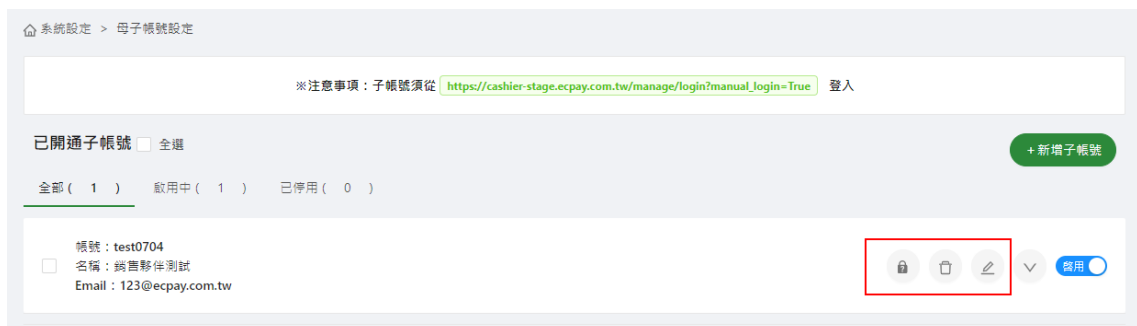 系統設定 > 母子帳號設定
※注意事項：子帳號須從 https://cashier-stage.ecpay.com.tw/manage/login?manual_login=True 登入
已開通子帳號 全選
+新增子帳號
全部( 1 ) 啟用中( 1 ) 已停用( 0 )
帳號：test0704
名稱：銷售夥伴測試
Email：123@ecpay.com.tw
啓用